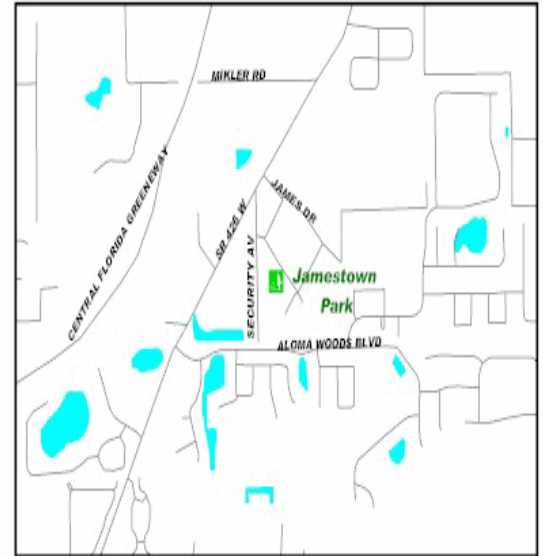 MIKLER RD
CENTRAL FLORIDA GREENEWAY
SR 426 W
JAMES DR
SECURITY AV
Jamestown
Park
ALOMA WOODS BLVD